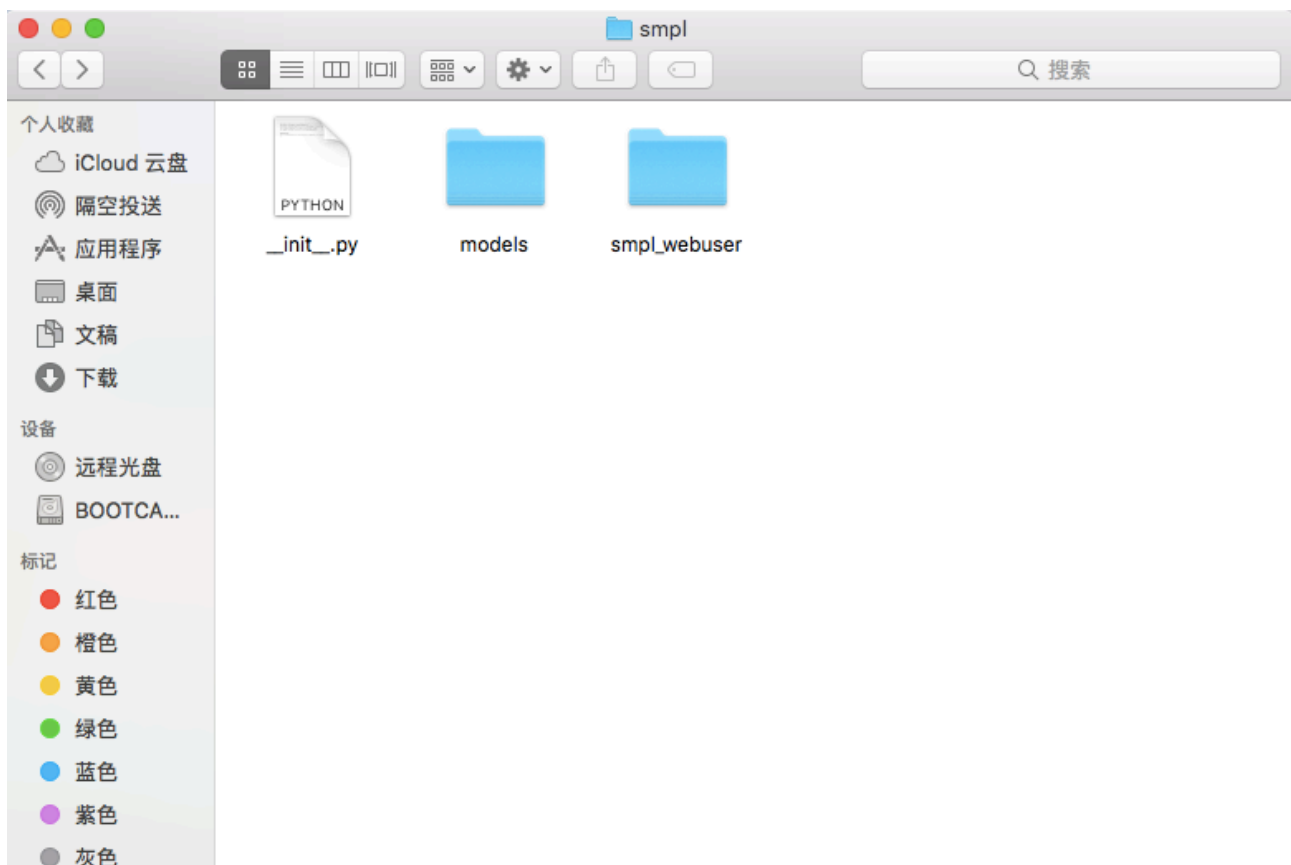 smpl
搜索
个人收藏
iCloud 云盘
隔空投送
应用程序
桌面
文稿
下载
设备
远程光盘
BOOTCA...
标记
红色
橙色
黄色
绿色
蓝色
紫色
灰色
PYTHON
__init__.py
models
smpl_webuser